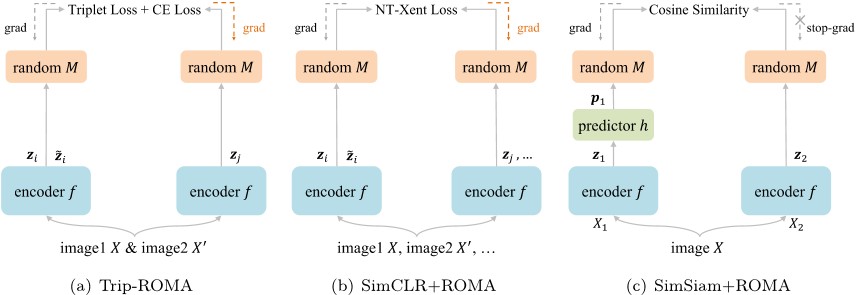 Triplet Loss + CE Loss
grad
grad
random M
random M
z_i z̃_i
z_j
encoder f
encoder f
image1 X & image2 X′
(a) Trip-ROMA
NT-Xent Loss
grad
grad
random M
random M
z_i z̃_i
z_j, ...
encoder f
encoder f
image1 X, image2 X′, ...
(b) SimCLR+ROMA
Cosine Similarity
grad
stop-grad
random M
random M
p_1
predictor h
z_1
z_2
encoder f
encoder f
X_1
X_2
image X
(c) SimSiam+ROMA